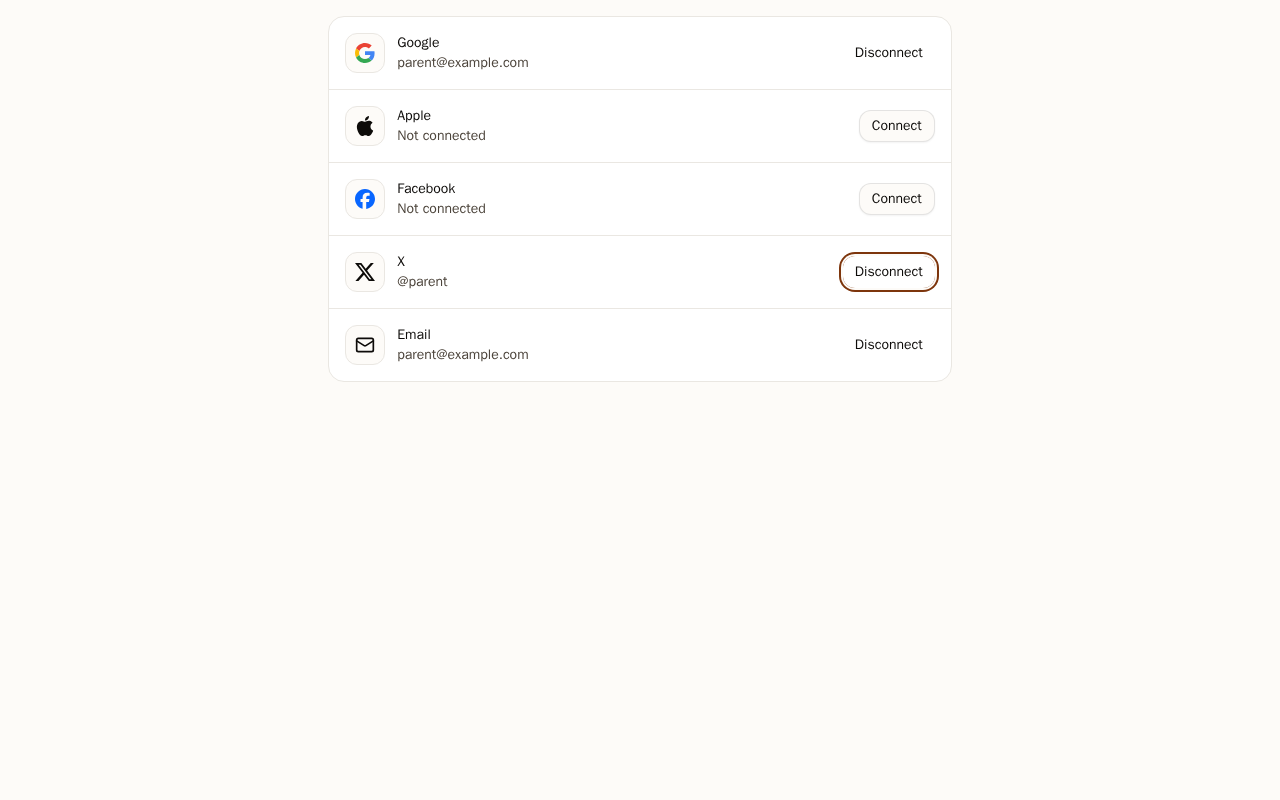 Google
parent@example.com
Disconnect
Apple
Not connected
Connect
Facebook
Not connected
Connect
X
@parent
Disconnect
Email
parent@example.com
Disconnect